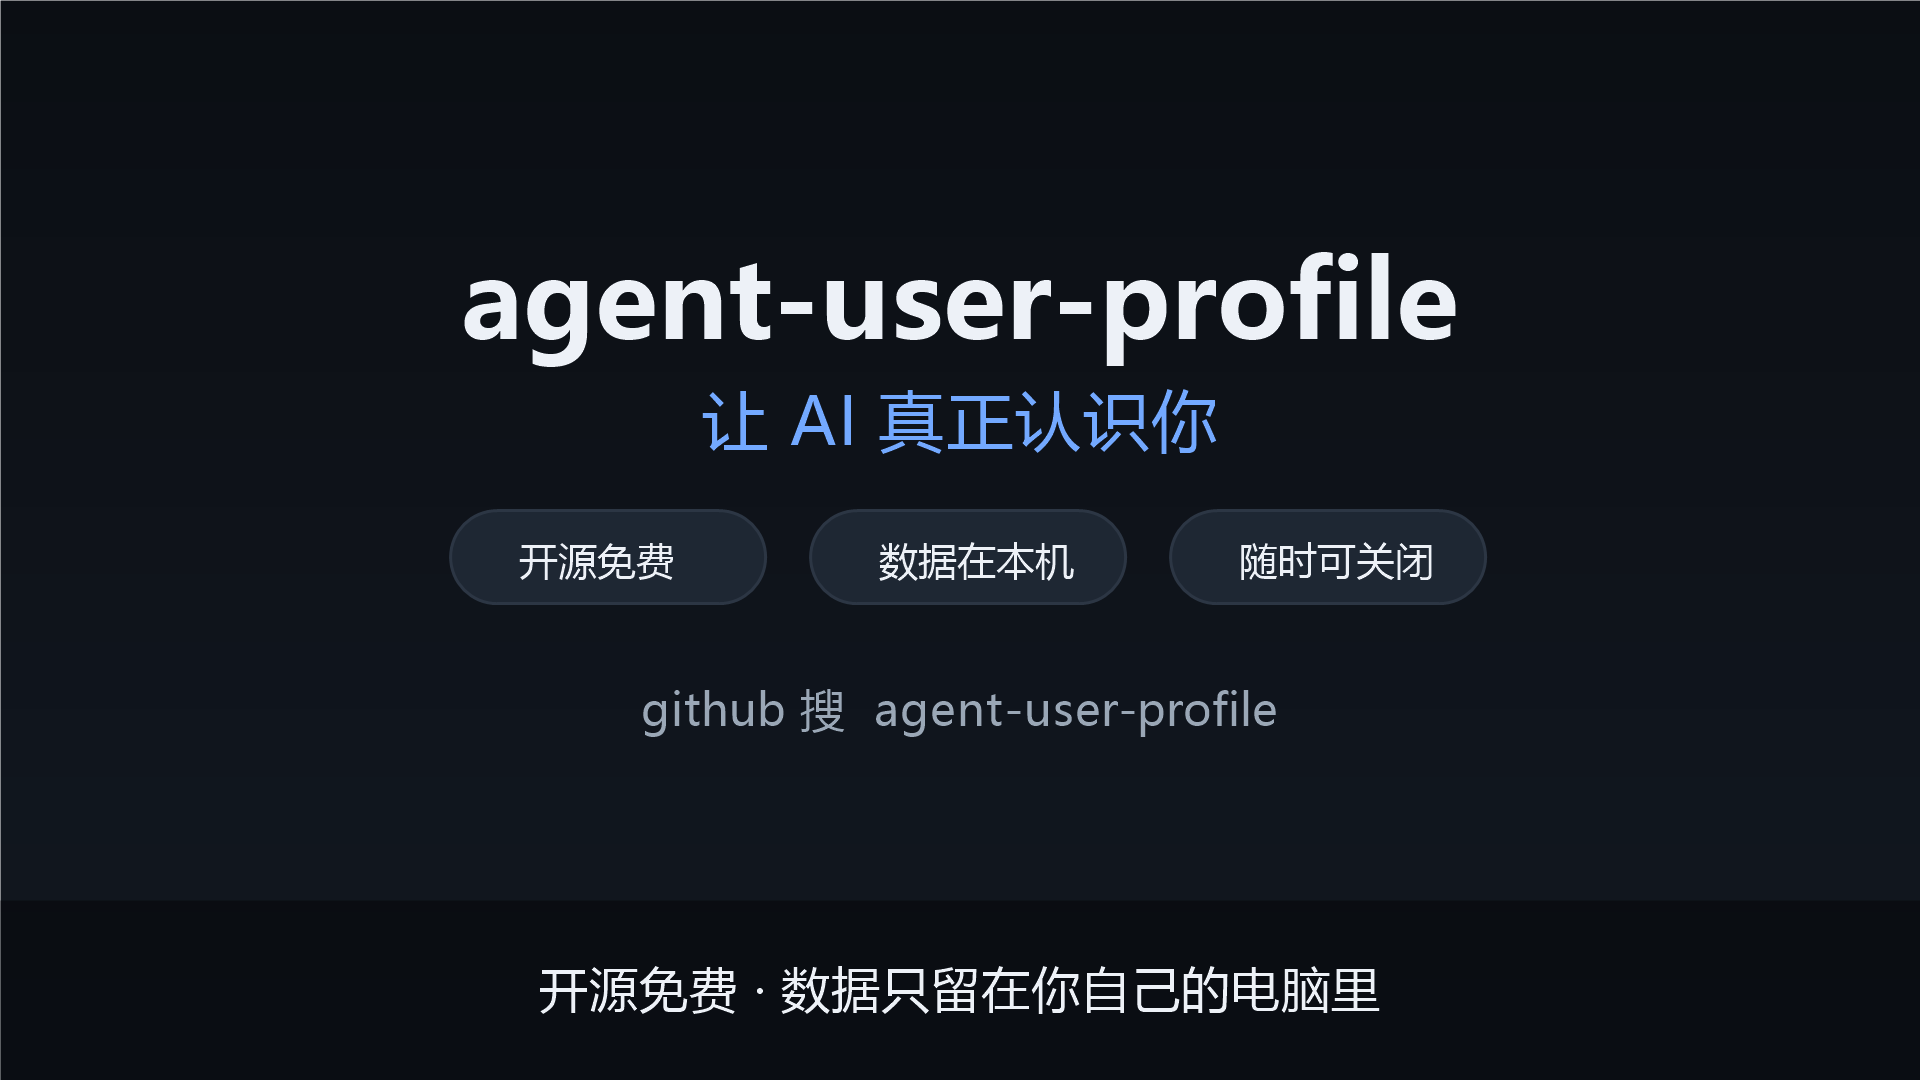 agent-user-profile
让 AI 真正认识你
开源免费 数据在本机 随时可关闭
github 搜 agent-user-profile
开源免费 · 数据只留在你自己的电脑里